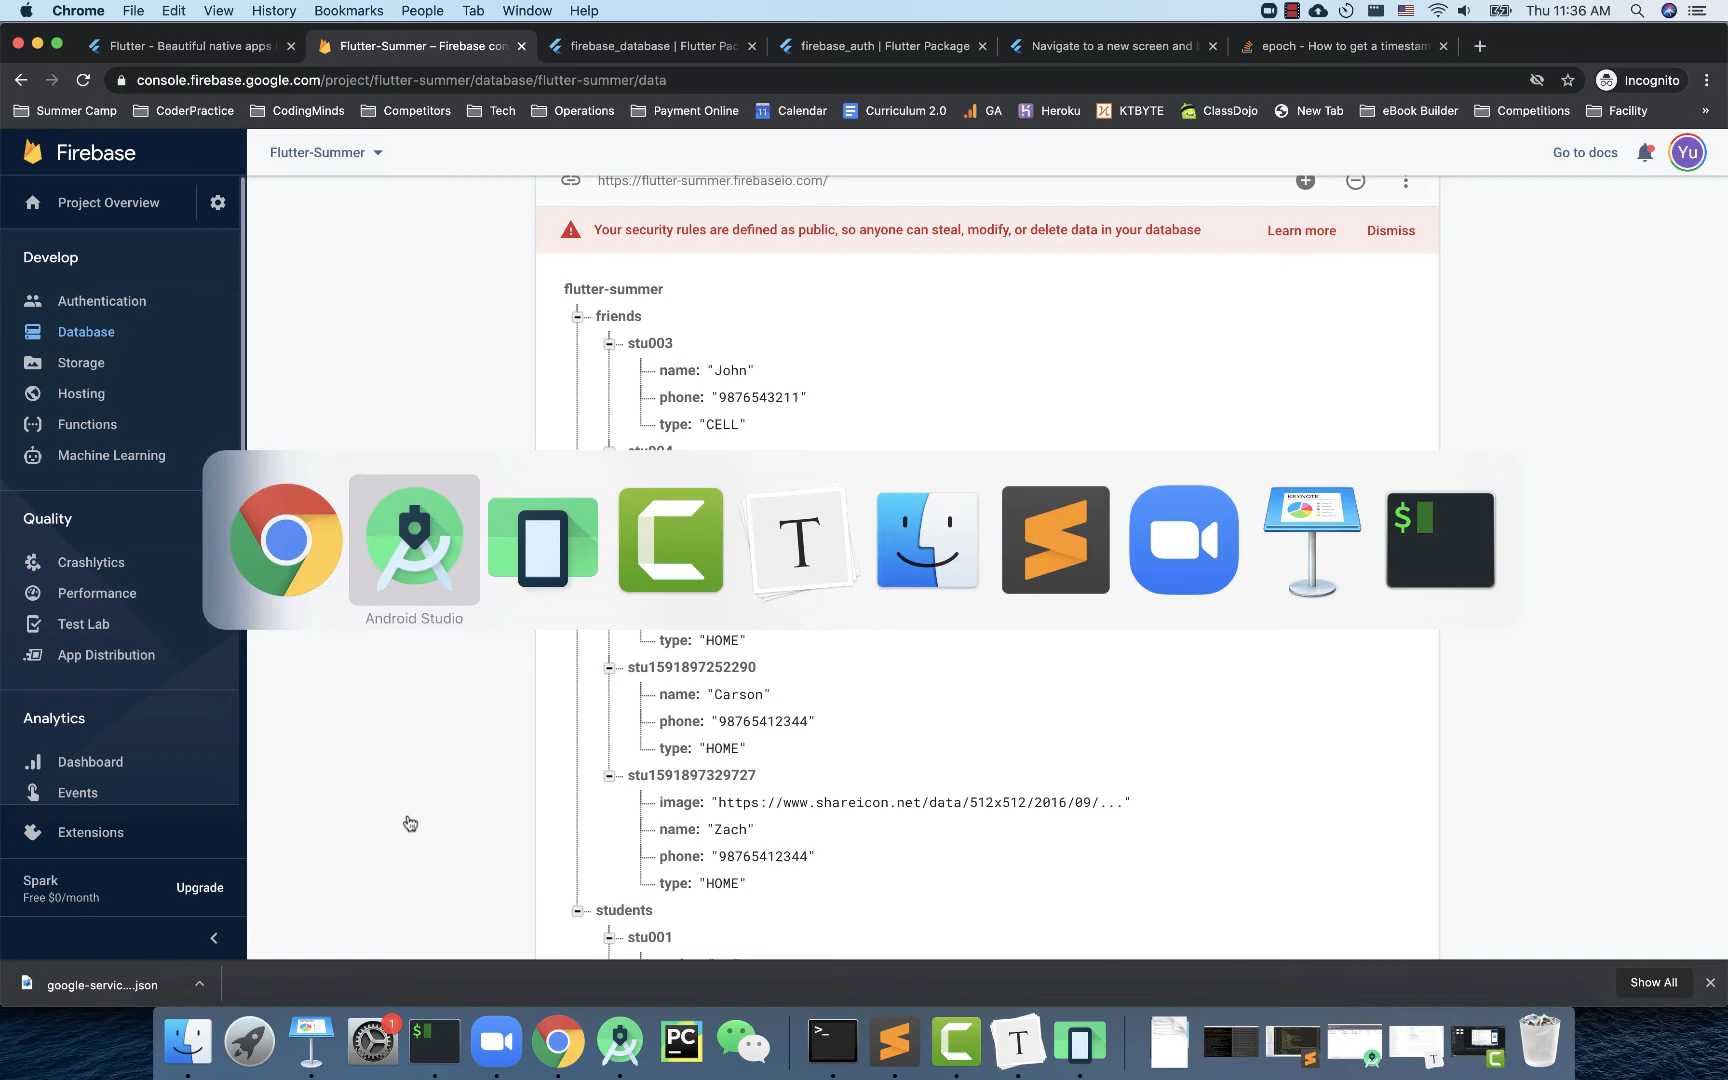 Chrome File Edit View History Bookmarks People Tab Window Help Thu 11:36 AM
Flutter - Beautiful native apps i
Flutter-Summer – Firebase con
firebase_database | Flutter Pac
firebase_auth | Flutter Package
Navigate to a new screen and b
epoch - How to get a timestam
console.firebase.google.com/project/flutter-summer/database/flutter-summer/data
Incognito
Summer Camp CoderPractice CodingMinds Competitors Tech Operations Payment Online Calendar Curriculum 2.0 GA Heroku KTBYTE ClassDojo New Tab eBook Builder Competitions Facility »
Firebase
Flutter-Summer
Go to docs
Yu
Project Overview
Develop
Authentication
Database
Storage
Hosting
Functions
Machine Learning
Quality
Crashlytics
Performance
Test Lab
App Distribution
Analytics
Dashboard
Events
Extensions
Spark
Free $0/month
Upgrade
https://flutter-summer.firebaseio.com/
Your security rules are defined as public, so anyone can steal, modify, or delete data in your database
Learn more
Dismiss
flutter-summer
friends
stu003
name: "John"
phone: "9876543211"
type: "CELL"
T
KEYNOTE
$
Android Studio
type: "HOME"
stu1591897252290
name: "Carson"
phone: "98765412344"
type: "HOME"
stu1591897329727
image: "https://www.shareicon.net/data/512x512/2016/09/..."
name: "Zach"
phone: "98765412344"
type: "HOME"
students
stu001
google-servic....json
Show All
1
$
PC
>_
T